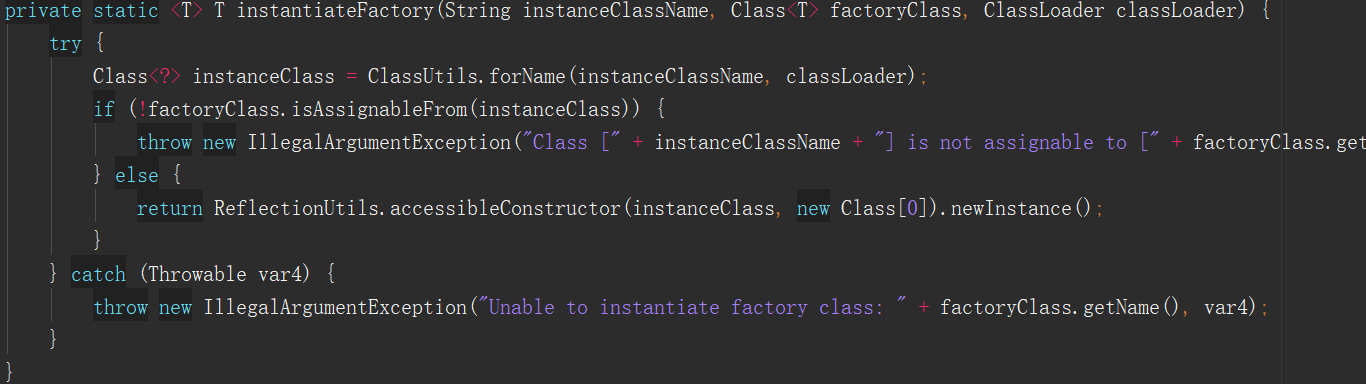 private static <T> T instantiateFactory(String instanceClassName, Class<T> factoryClass, ClassLoader classLoader) {
    try {
        Class<?> instanceClass = ClassUtils.forName(instanceClassName, classLoader);
        if (!factoryClass.isAssignableFrom(instanceClass)) {
            throw new IllegalArgumentException("Class [" + instanceClassName + "] is not assignable to [" + factoryClass.get
        } else {
            return ReflectionUtils.accessibleConstructor(instanceClass, new Class[0]).newInstance();
        }
    } catch (Throwable var4) {
        throw new IllegalArgumentException("Unable to instantiate factory class: " + factoryClass.getName(), var4);
    }
}